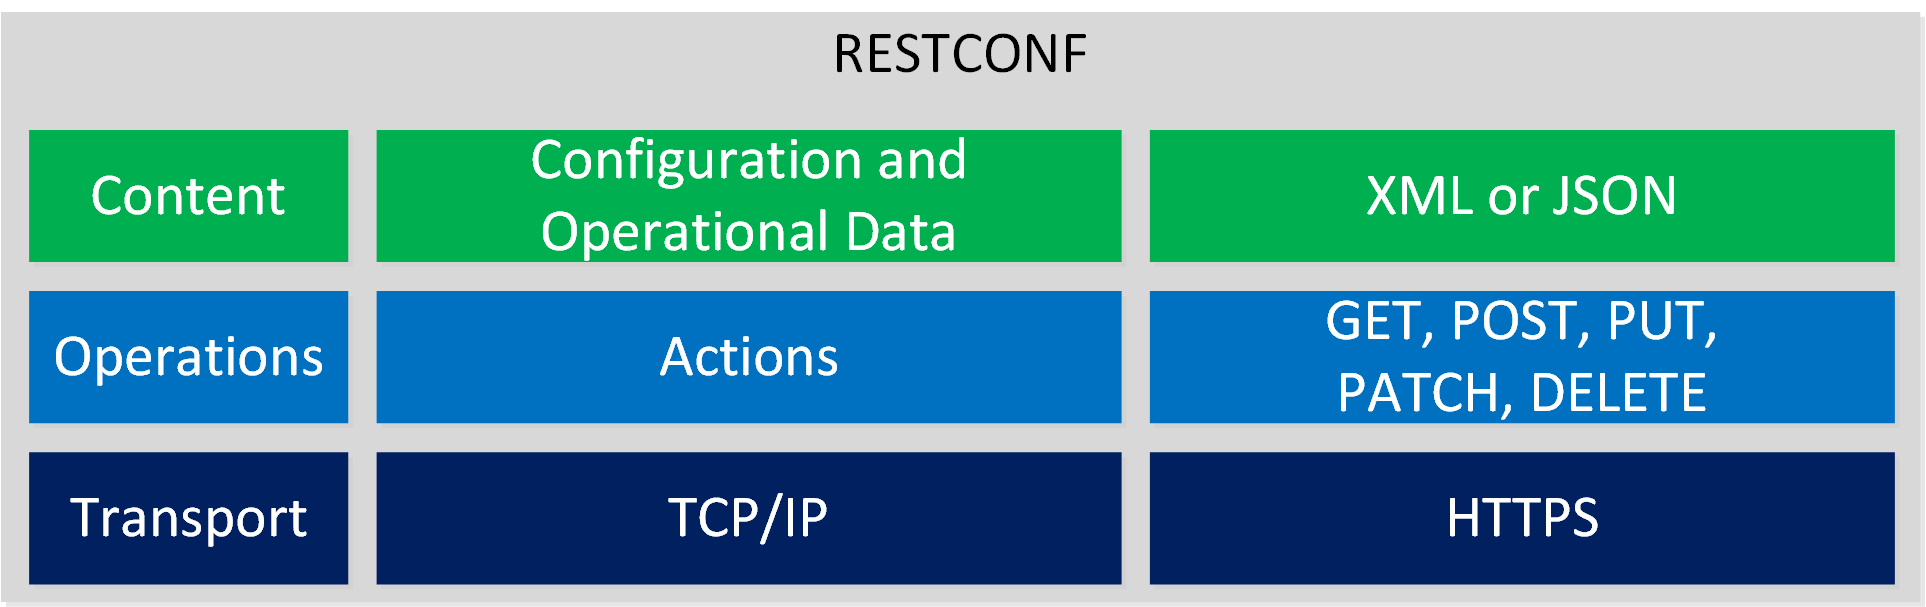 RESTCONF
Content
Configuration and
Operational Data
XML or JSON
Operations
Actions
GET, POST, PUT,
PATCH, DELETE
Transport
TCP/IP
HTTPS